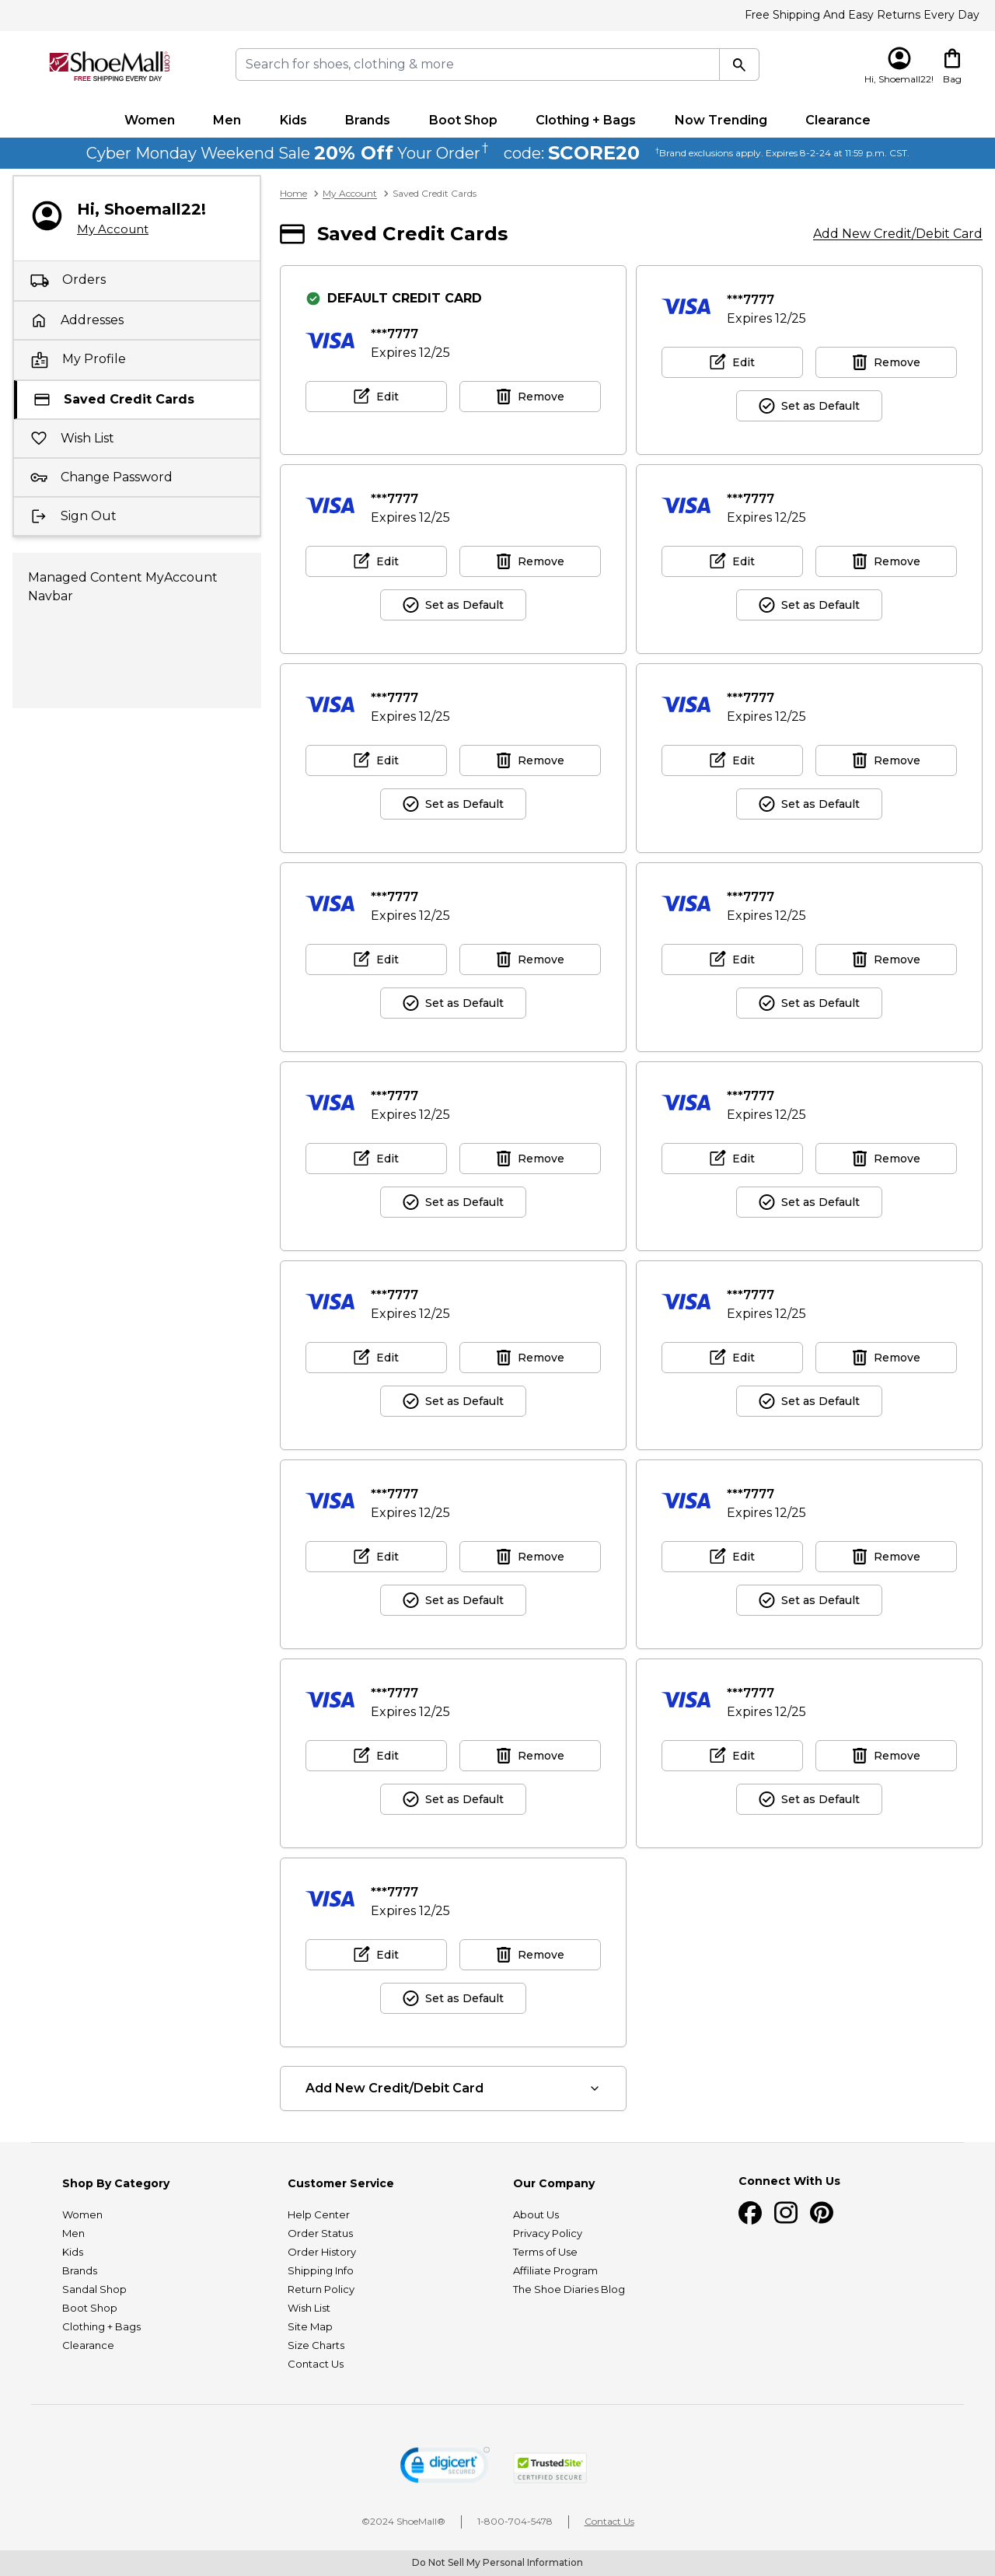 Free Shipping And Easy Returns Every Day
ShoeMall.com
FREE SHIPPING EVERY DAY
Search for shoes, clothing & more
Hi, Shoemall22!
Bag
Women Men Kids Brands Boot Shop Clothing + Bags Now Trending Clearance
Cyber Monday Weekend Sale 20% Off Your Order† code: SCORE20 †Brand exclusions apply. Expires 8-2-24 at 11:59 p.m. CST.
Hi, Shoemall22!
My Account
Orders
Addresses
My Profile
Saved Credit Cards
Wish List
Change Password
Sign Out
Managed Content MyAccount
Navbar
Home > My Account > Saved Credit Cards
Saved Credit Cards
Add New Credit/Debit Card
DEFAULT CREDIT CARD
VISA
***7777
Expires 12/25
Edit
Remove
VISA
***7777
Expires 12/25
Edit
Remove
Set as Default
VISA
***7777
Expires 12/25
Edit
Remove
Set as Default
VISA
***7777
Expires 12/25
Edit
Remove
Set as Default
VISA
***7777
Expires 12/25
Edit
Remove
Set as Default
VISA
***7777
Expires 12/25
Edit
Remove
Set as Default
VISA
***7777
Expires 12/25
Edit
Remove
Set as Default
VISA
***7777
Expires 12/25
Edit
Remove
Set as Default
VISA
***7777
Expires 12/25
Edit
Remove
Set as Default
VISA
***7777
Expires 12/25
Edit
Remove
Set as Default
VISA
***7777
Expires 12/25
Edit
Remove
Set as Default
VISA
***7777
Expires 12/25
Edit
Remove
Set as Default
VISA
***7777
Expires 12/25
Edit
Remove
Set as Default
VISA
***7777
Expires 12/25
Edit
Remove
Set as Default
VISA
***7777
Expires 12/25
Edit
Remove
Set as Default
VISA
***7777
Expires 12/25
Edit
Remove
Set as Default
VISA
***7777
Expires 12/25
Edit
Remove
Set as Default
Add New Credit/Debit Card
Shop By Category
Women
Men
Kids
Brands
Sandal Shop
Boot Shop
Clothing + Bags
Clearance
Customer Service
Help Center
Order Status
Order History
Shipping Info
Return Policy
Wish List
Site Map
Size Charts
Contact Us
Our Company
About Us
Privacy Policy
Terms of Use
Affiliate Program
The Shoe Diaries Blog
Connect With Us
digicert
SECURED
TrustedSite
CERTIFIED SECURE
©2024 ShoeMall®
1-800-704-5478
Contact Us
Do Not Sell My Personal Information